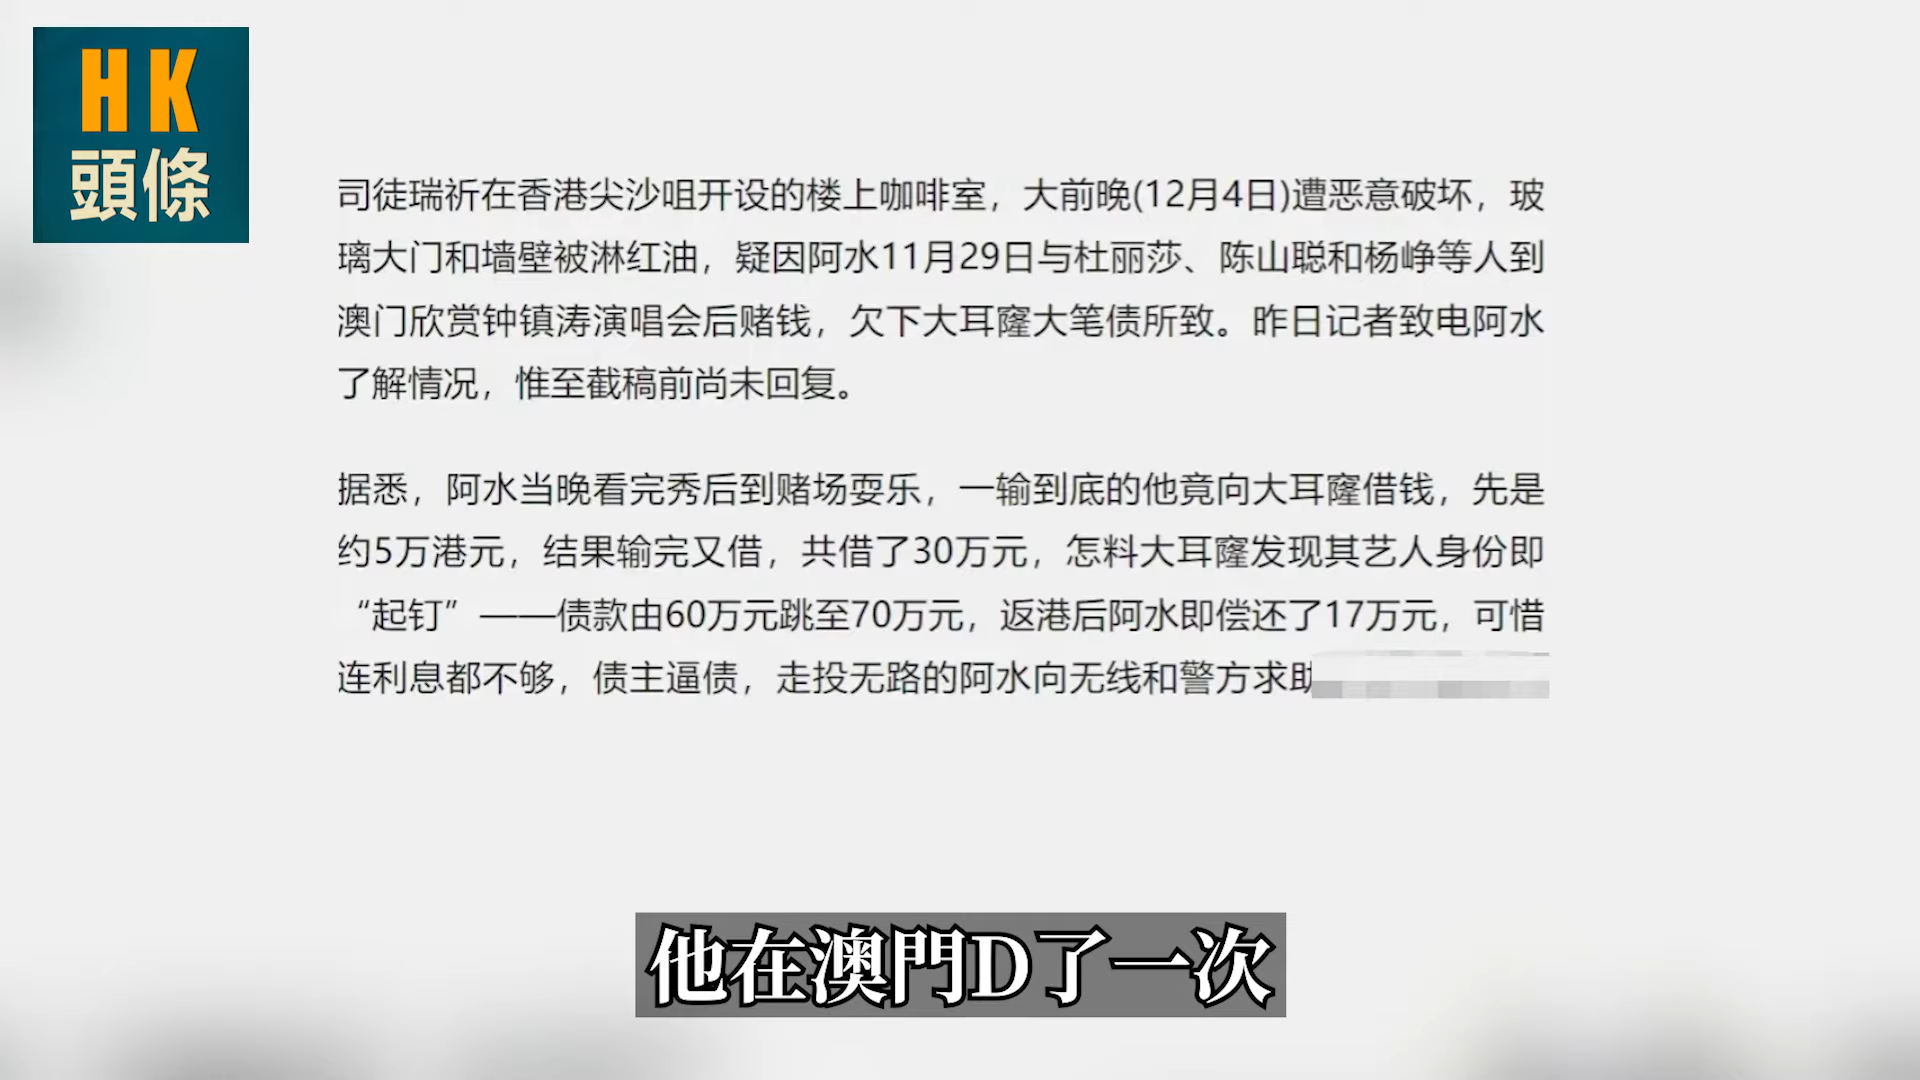 HK
頭條
司徒瑞祈在香港尖沙咀开设的楼上咖啡室，大前晚(12月4日)遭恶意破坏，玻
璃大门和墙壁被淋红油，疑因阿水11月29日与杜丽莎、陈山聪和杨峥等人到
澳门欣赏钟镇涛演唱会后赌钱，欠下大耳窿大笔债所致。昨日记者致电阿水
了解情况，惟至截稿前尚未回复。
据悉，阿水当晚看完秀后到赌场耍乐，一输到底的他竟向大耳窿借钱，先是
约5万港元，结果输完又借，共借了30万元，怎料大耳窿发现其艺人身份即
“起钉”——债款由60万元跳至70万元，返港后阿水即偿还了17万元，可惜
连利息都不够，债主逼债，走投无路的阿水向无线和警方求助
他在澳門D了一次